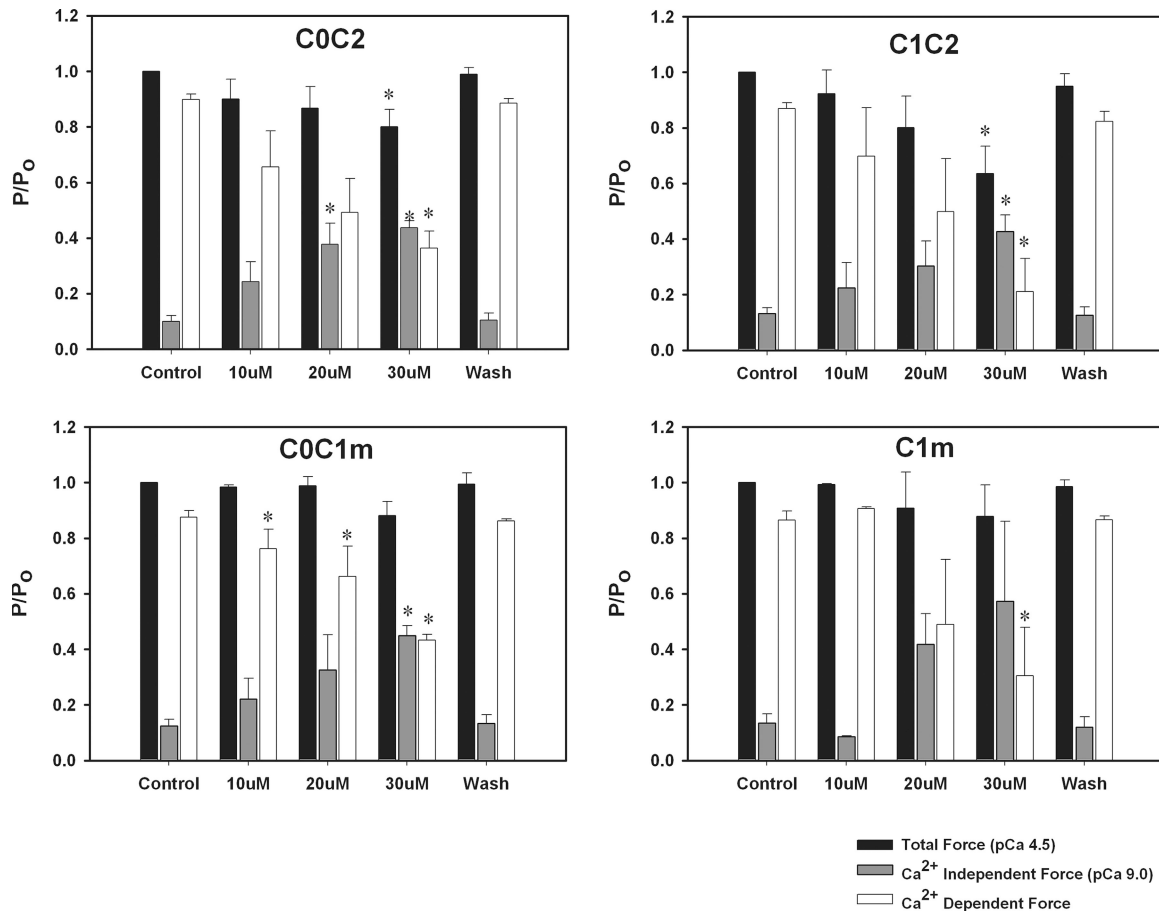 C0C2
P/PO
1.2
1.0
0.8
0.6
0.4
0.2
0.0
* * * *
Control 10uM 20uM 30uM Wash
C1C2
P/PO
1.2
1.0
0.8
0.6
0.4
0.2
0.0
* * *
Control 10uM 20uM 30uM Wash
C0C1m
P/PO
1.2
1.0
0.8
0.6
0.4
0.2
0.0
* * * *
Control 10uM 20uM 30uM Wash
C1m
P/PO
1.2
1.0
0.8
0.6
0.4
0.2
0.0
*
Control 10uM 20uM 30uM Wash
Total Force (pCa 4.5)
Ca2+ Independent Force (pCa 9.0)
Ca2+ Dependent Force